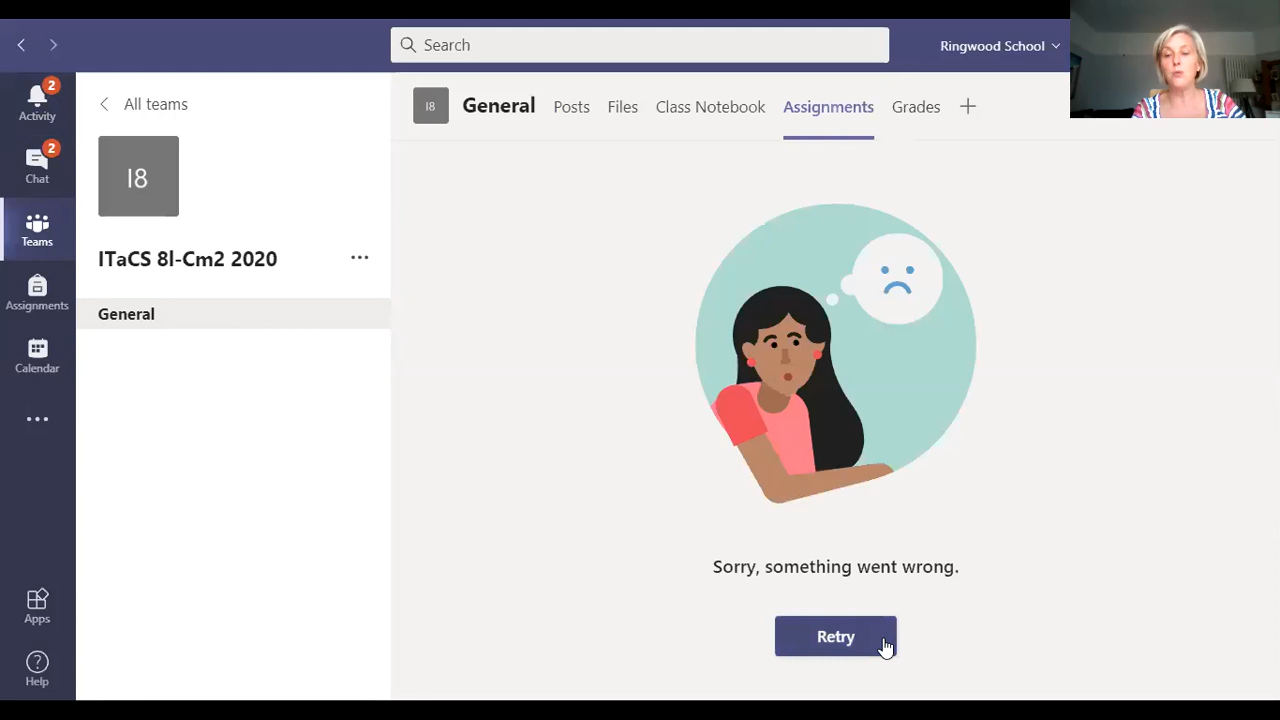 Search
Ringwood School
Activity
2
Chat
2
Teams
Assignments
Calendar
Apps
Help
All teams
I8
ITaCS 8l-Cm2 2020
General
I8
General
Posts
Files
Class Notebook
Assignments
Grades
Sorry, something went wrong.
Retry